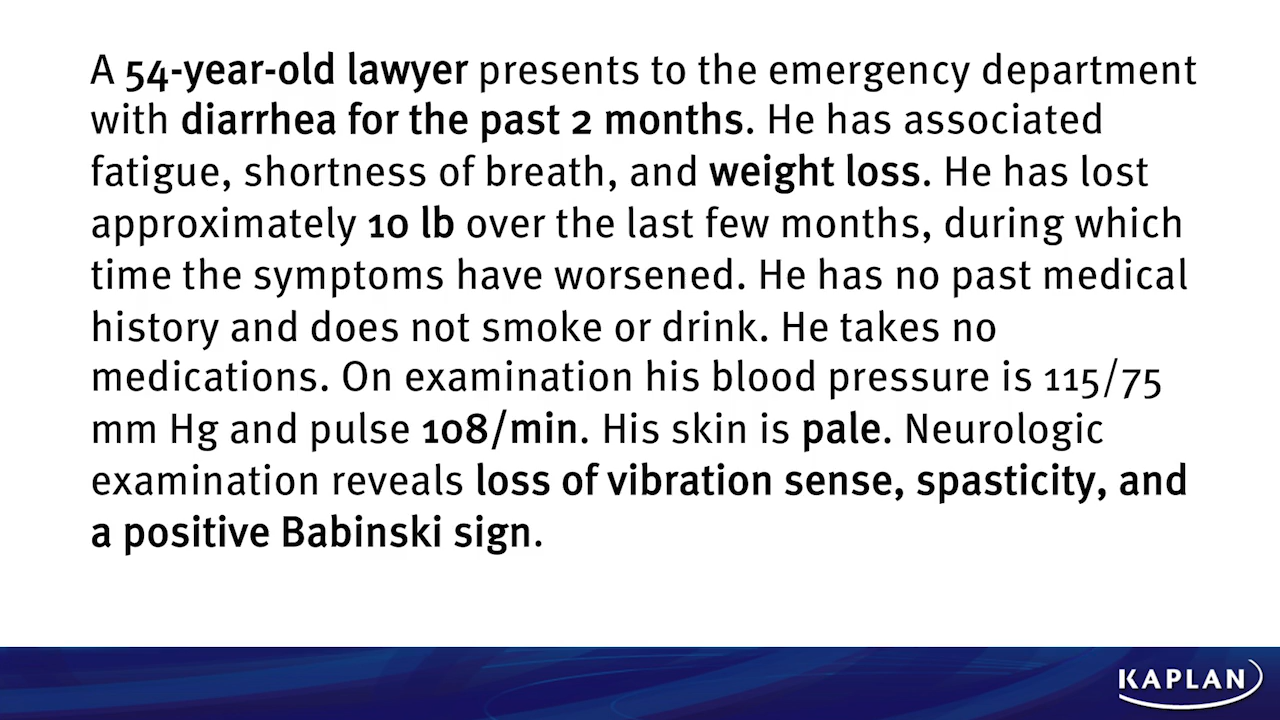 A 54-year-old lawyer presents to the emergency department
with diarrhea for the past 2 months. He has associated
fatigue, shortness of breath, and weight loss. He has lost
approximately 10 lb over the last few months, during which
time the symptoms have worsened. He has no past medical
history and does not smoke or drink. He takes no
medications. On examination his blood pressure is 115/75
mm Hg and pulse 108/min. His skin is pale. Neurologic
examination reveals loss of vibration sense, spasticity, and
a positive Babinski sign.
KAPLAN